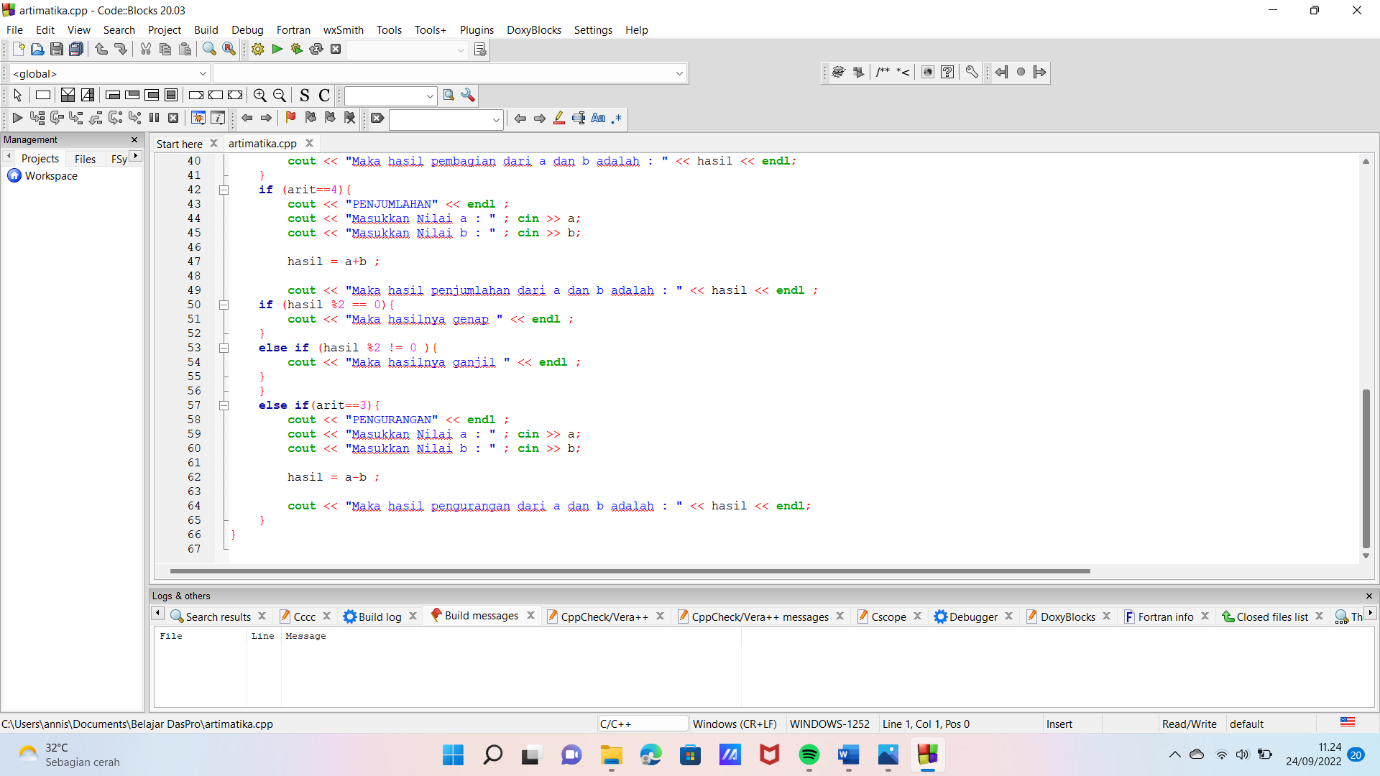 artimatika.cpp - Code::Blocks 20.03
File Edit View Search Project Build Debug Fortran wxSmith Tools Tools+ Plugins DoxyBlocks Settings Help
<global>
/** *<
S C
Aa .*
Management
Projects Files FSy
Workspace
Start here artimatika.cpp
40 cout << "Maka hasil pembagian dari a dan b adalah : " << hasil << endl;
41 }
42 if (arit==4){
43 cout << "PENJUMLAHAN" << endl ;
44 cout << "Masukkan Nilai a : " ; cin >> a;
45 cout << "Masukkan Nilai b : " ; cin >> b;
46
47 hasil = a+b ;
48
49 cout << "Maka hasil penjumlahan dari a dan b adalah : " << hasil << endl ;
50 if (hasil %2 == 0){
51 cout << "Maka hasilnya genap " << endl ;
52 }
53 else if (hasil %2 != 0 ){
54 cout << "Maka hasilnya ganjil " << endl ;
55 }
56 }
57 else if(arit==3){
58 cout << "PENGURANGAN" << endl ;
59 cout << "Masukkan Nilai a : " ; cin >> a;
60 cout << "Masukkan Nilai b : " ; cin >> b;
61
62 hasil = a-b ;
63
64 cout << "Maka hasil pengurangan dari a dan b adalah : " << hasil << endl;
65 }
66 }
67
Logs & others
Search results Cccc Build log Build messages CppCheck/Vera++ CppCheck/Vera++ messages Cscope Debugger DoxyBlocks Fortran info Closed files list Th
File Line Message
C:\Users\annis\Documents\Belajar DasPro\artimatika.cpp C/C++ Windows (CR+LF) WINDOWS-1252 Line 1, Col 1, Pos 0 Insert Read/Write default
32°C
Sebagian cerah
11.24
24/09/2022
20